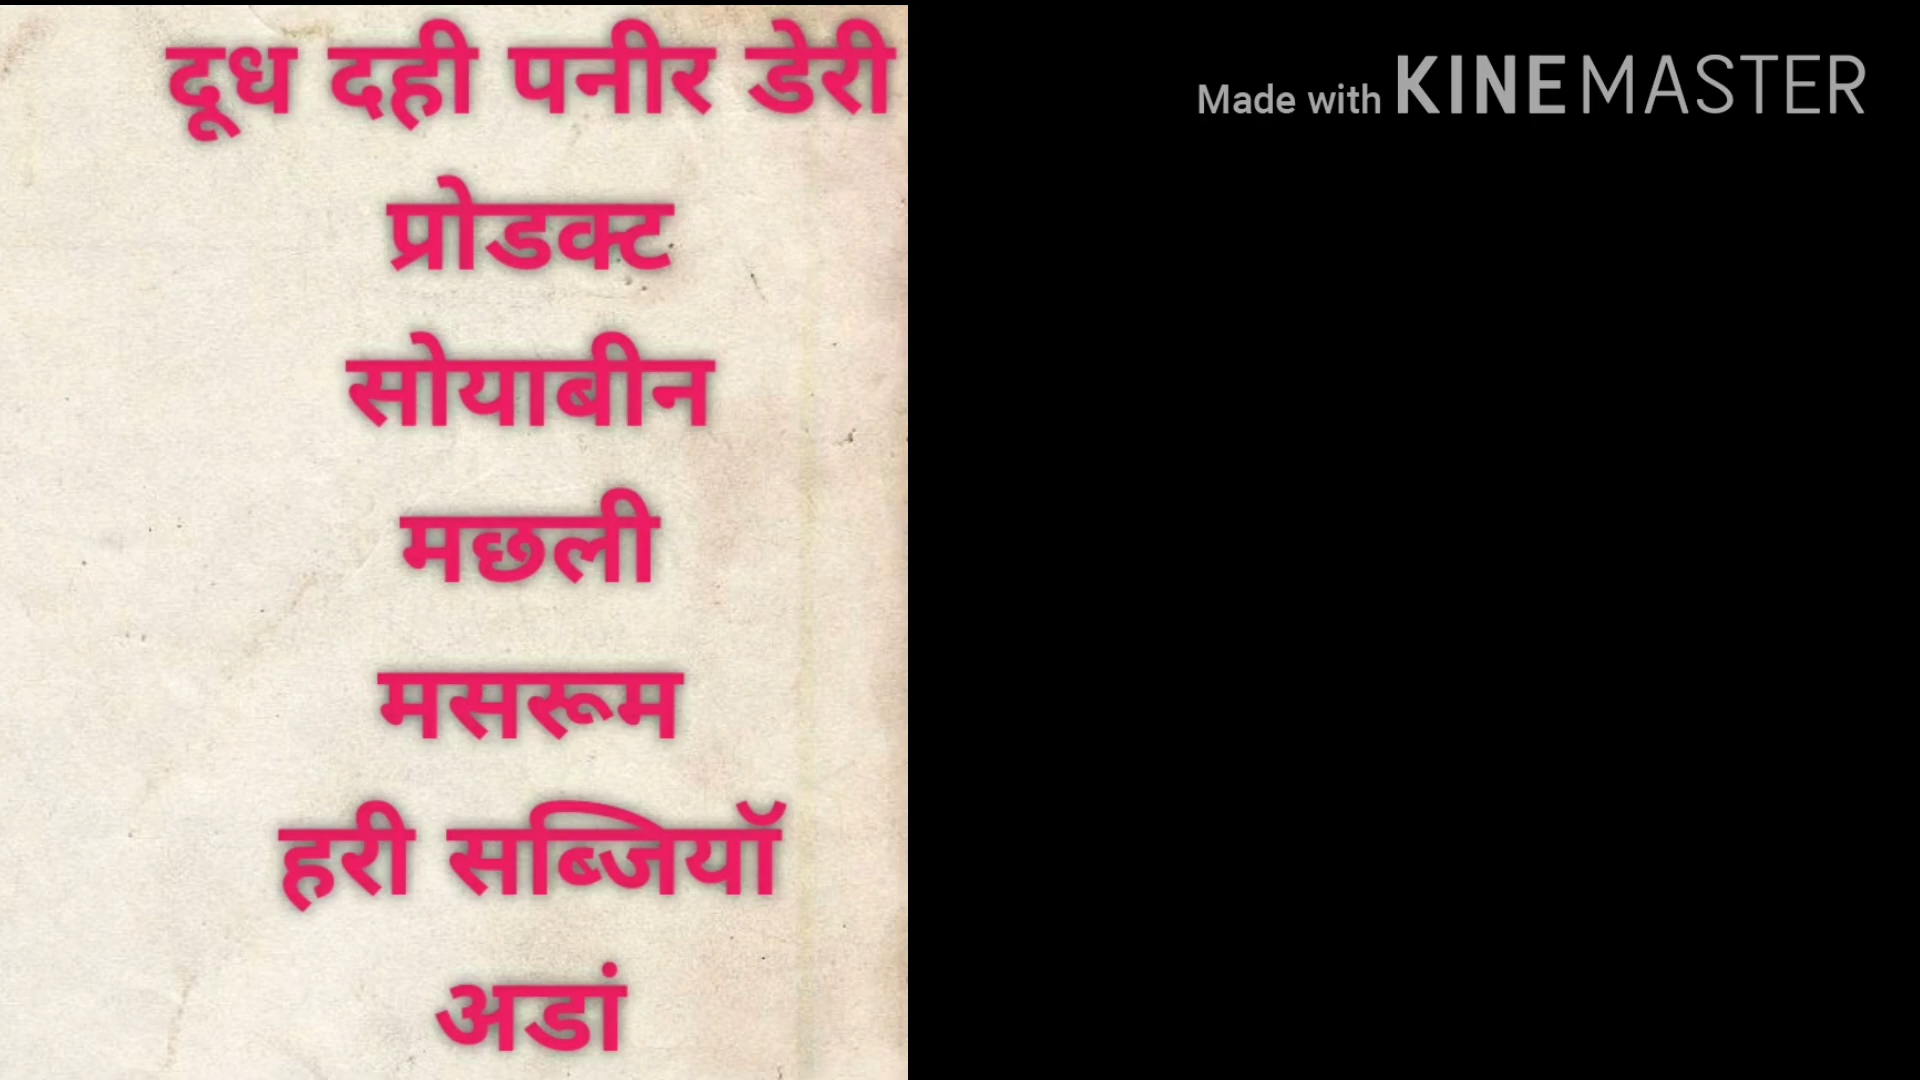 दूध दही पनीर डेरी
प्रोडक्ट
सोयाबीन
मछली
मसरूम
हरी सब्जियाॅ
अडां
Made with KINEMASTER